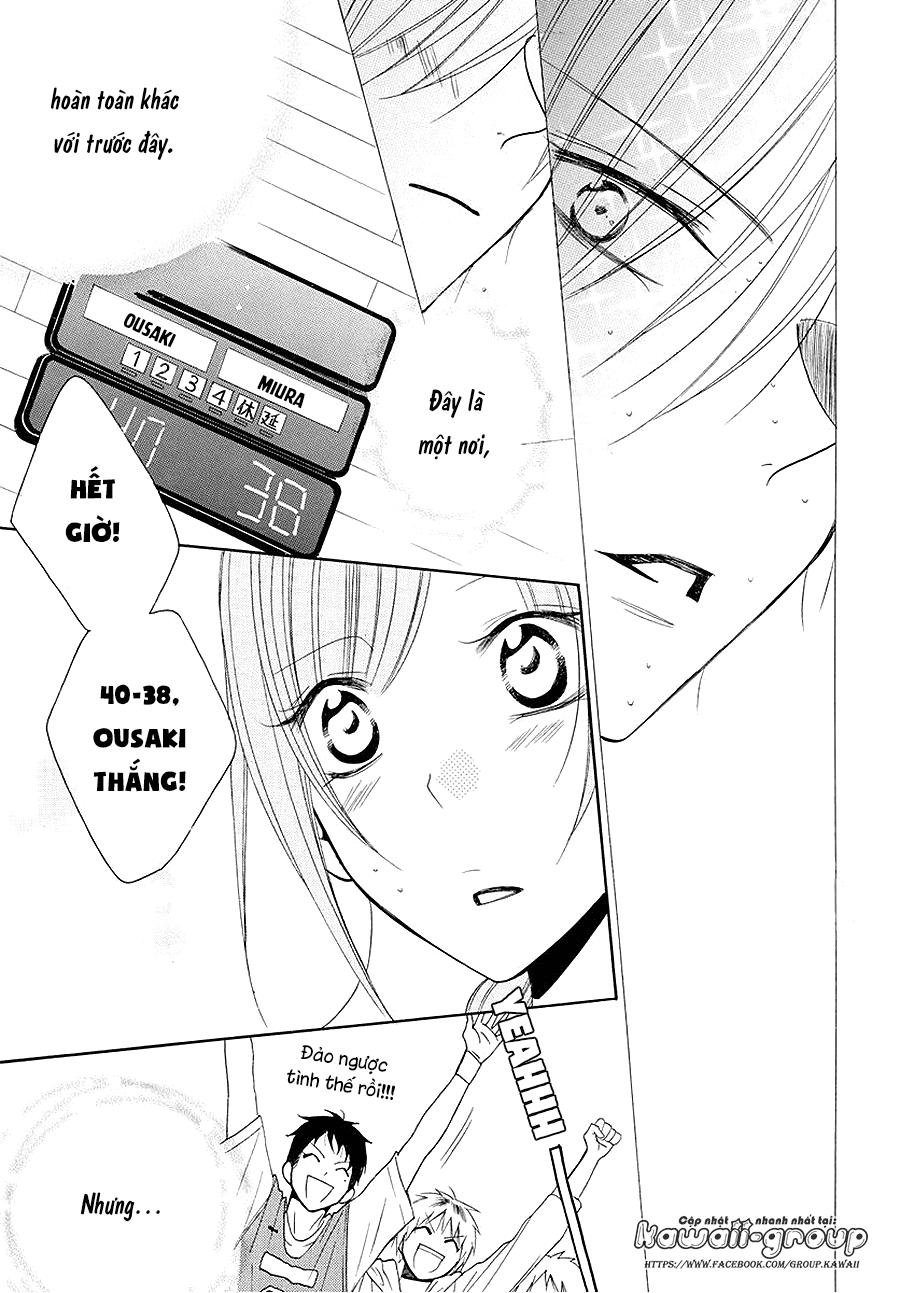 Đây là
một nơi,
hoàn toàn khác
với trước đây.
OUSAKI
MIURA
1 2 3 4 休 延
40
38
HẾT
GIỜ!
40-38,
OUSAKI
THẮNG!
YEAHHH
Đảo ngược
tình thế rồi!!!
Nhưng...
Cập nhật nhanh nhất tại:
kawaii-group
HTTPS://WWW.FACEBOOK.COM/GROUP.KAWAII